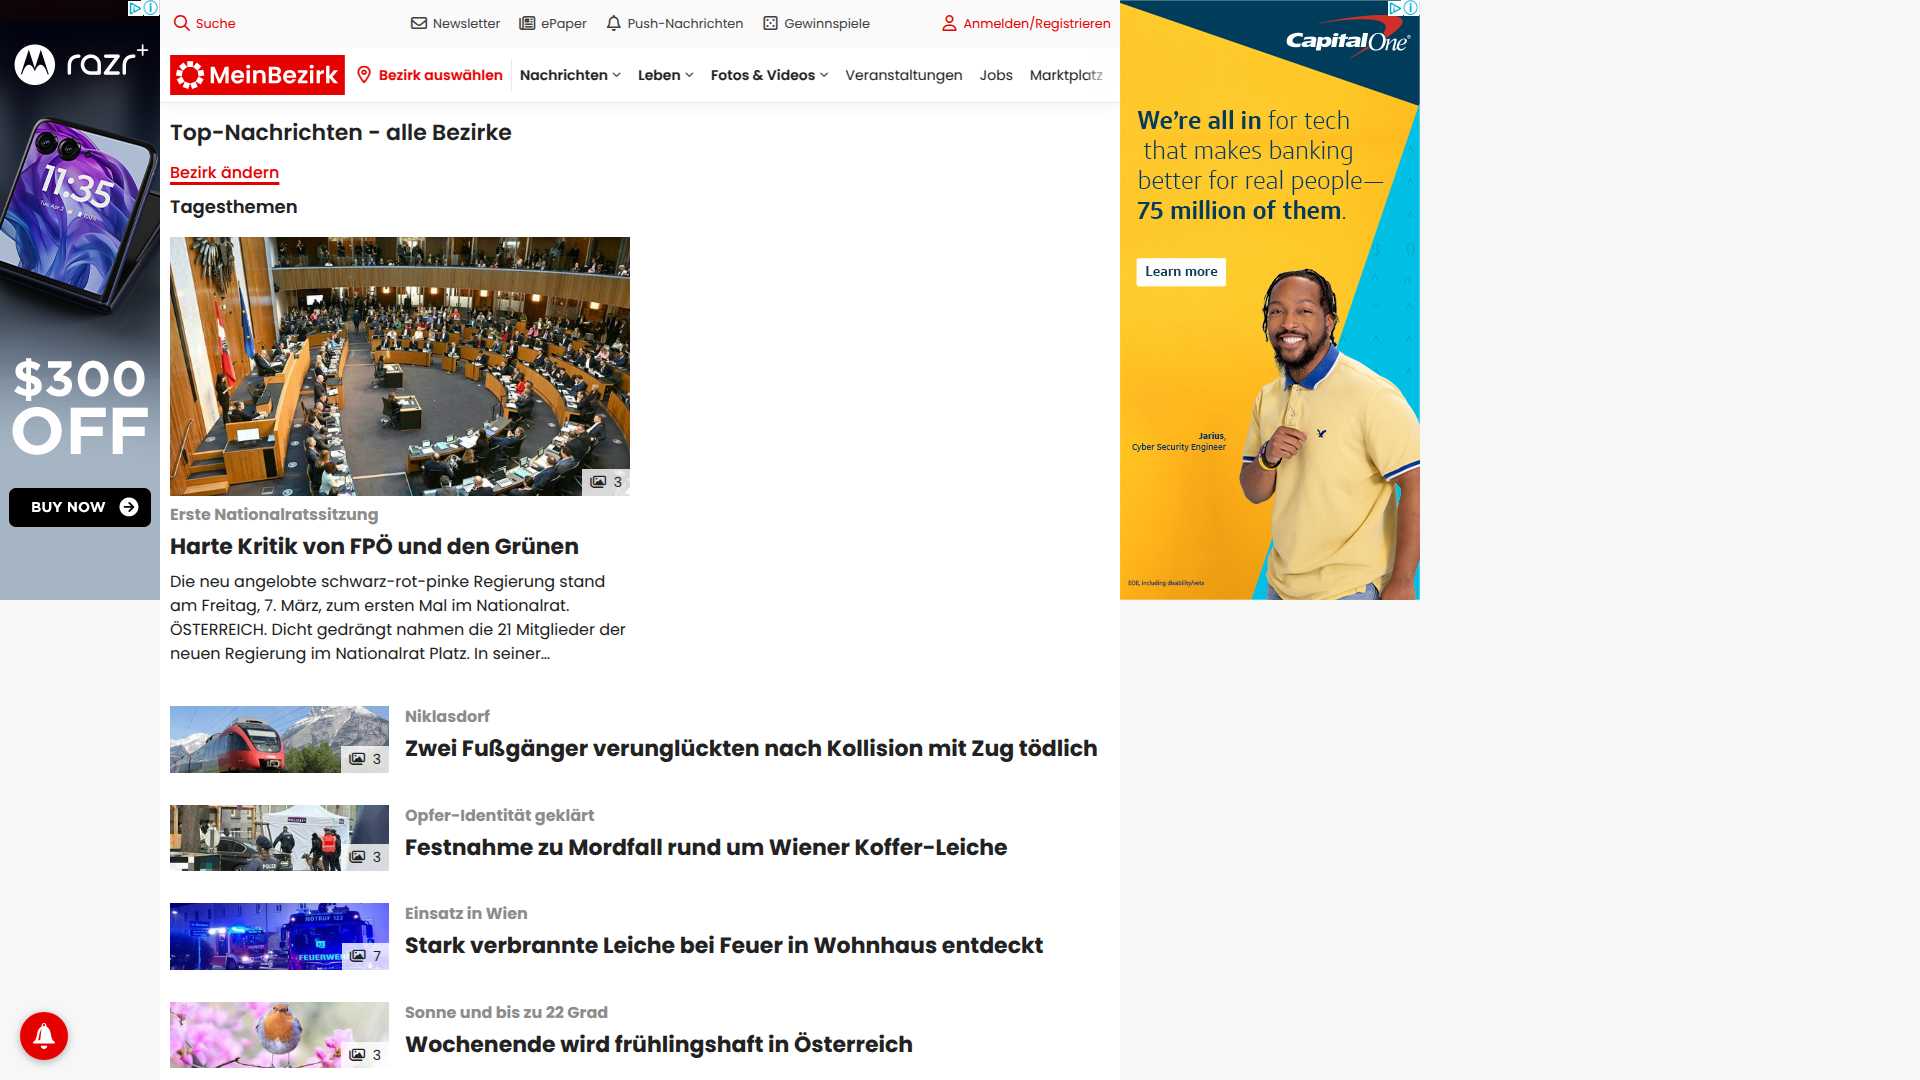 Suche
Newsletter
ePaper
Push-Nachrichten
Gewinnspiele
Anmelden/Registrieren
MeinBezirk
Bezirk auswählen
Nachrichten
Leben
Fotos & Videos
Veranstaltungen
Jobs
Marktplatz
razr+
11:35
$300
OFF
BUY NOW
Top-Nachrichten - alle Bezirke
Bezirk ändern
Tagesthemen
3
Erste Nationalratssitzung
Harte Kritik von FPÖ und den Grünen
Die neu angelobte schwarz-rot-pinke Regierung stand
am Freitag, 7. März, zum ersten Mal im Nationalrat.
ÖSTERREICH. Dicht gedrängt nahmen die 21 Mitglieder der
neuen Regierung im Nationalrat Platz. In seiner...
3
Niklasdorf
Zwei Fußgänger verunglückten nach Kollision mit Zug tödlich
3
Opfer-Identität geklärt
Festnahme zu Mordfall rund um Wiener Koffer-Leiche
7
Einsatz in Wien
Stark verbrannte Leiche bei Feuer in Wohnhaus entdeckt
3
Sonne und bis zu 22 Grad
Wochenende wird frühlingshaft in Österreich
Capital One
We're all in for tech
that makes banking
better for real people—
75 million of them.
Learn more
Jarius,
Cyber Security Engineer
EOE, including disability/vets